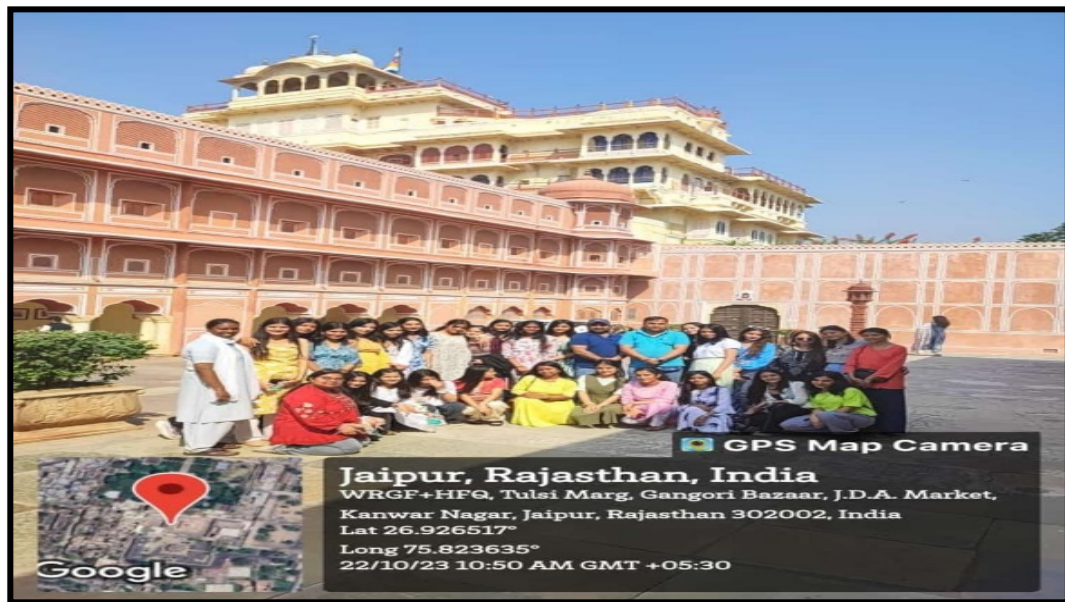 GPS Map Camera
Jaipur, Rajasthan, India
WRGF+HFQ, Tulsi Marg, Gangori Bazaar, J.D.A. Market,
Kanwar Nagar, Jaipur, Rajasthan 302002, India
Lat 26.926517°
Long 75.823635°
22/10/23 10:50 AM GMT +05:30
Google